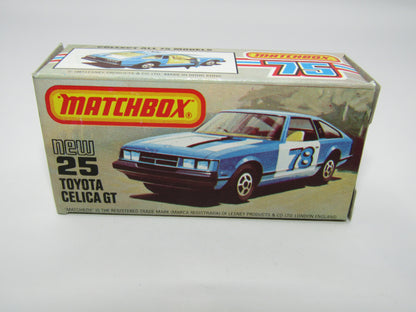 COLLECT ALL 75 MODELS
75
MATCHBOX®
new
25
TOYOTA
CELICA GT
78
"MATCHBOX" IS THE REGISTERED TRADE MARK (MARCA REGISTRADA) OF LESNEY PRODUCTS & CO. LTD. LONDON, ENGLAND